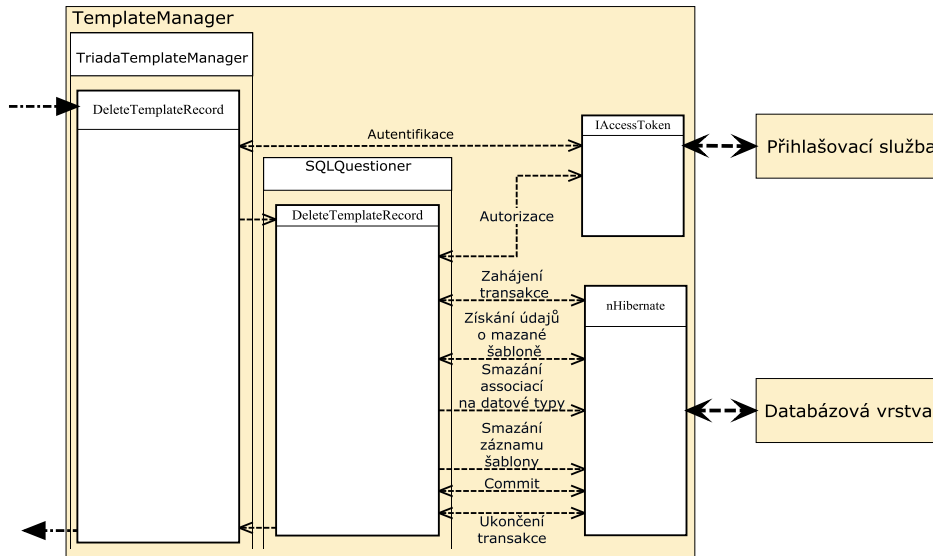 TemplateManager
TriadaTemplateManager
DeleteTemplateRecord
Autentifikace
IAccessToken
Přihlašovací služba
SQLQuestioner
DeleteTemplateRecord
Autorizace
Zahájení
transakce
nHibernate
Získání údajů
o mazané
šabloně
Smazání
associací
na datové typy
Databázová vrstva
Smazání
záznamu
šablony
Commit
Ukončení
transakce